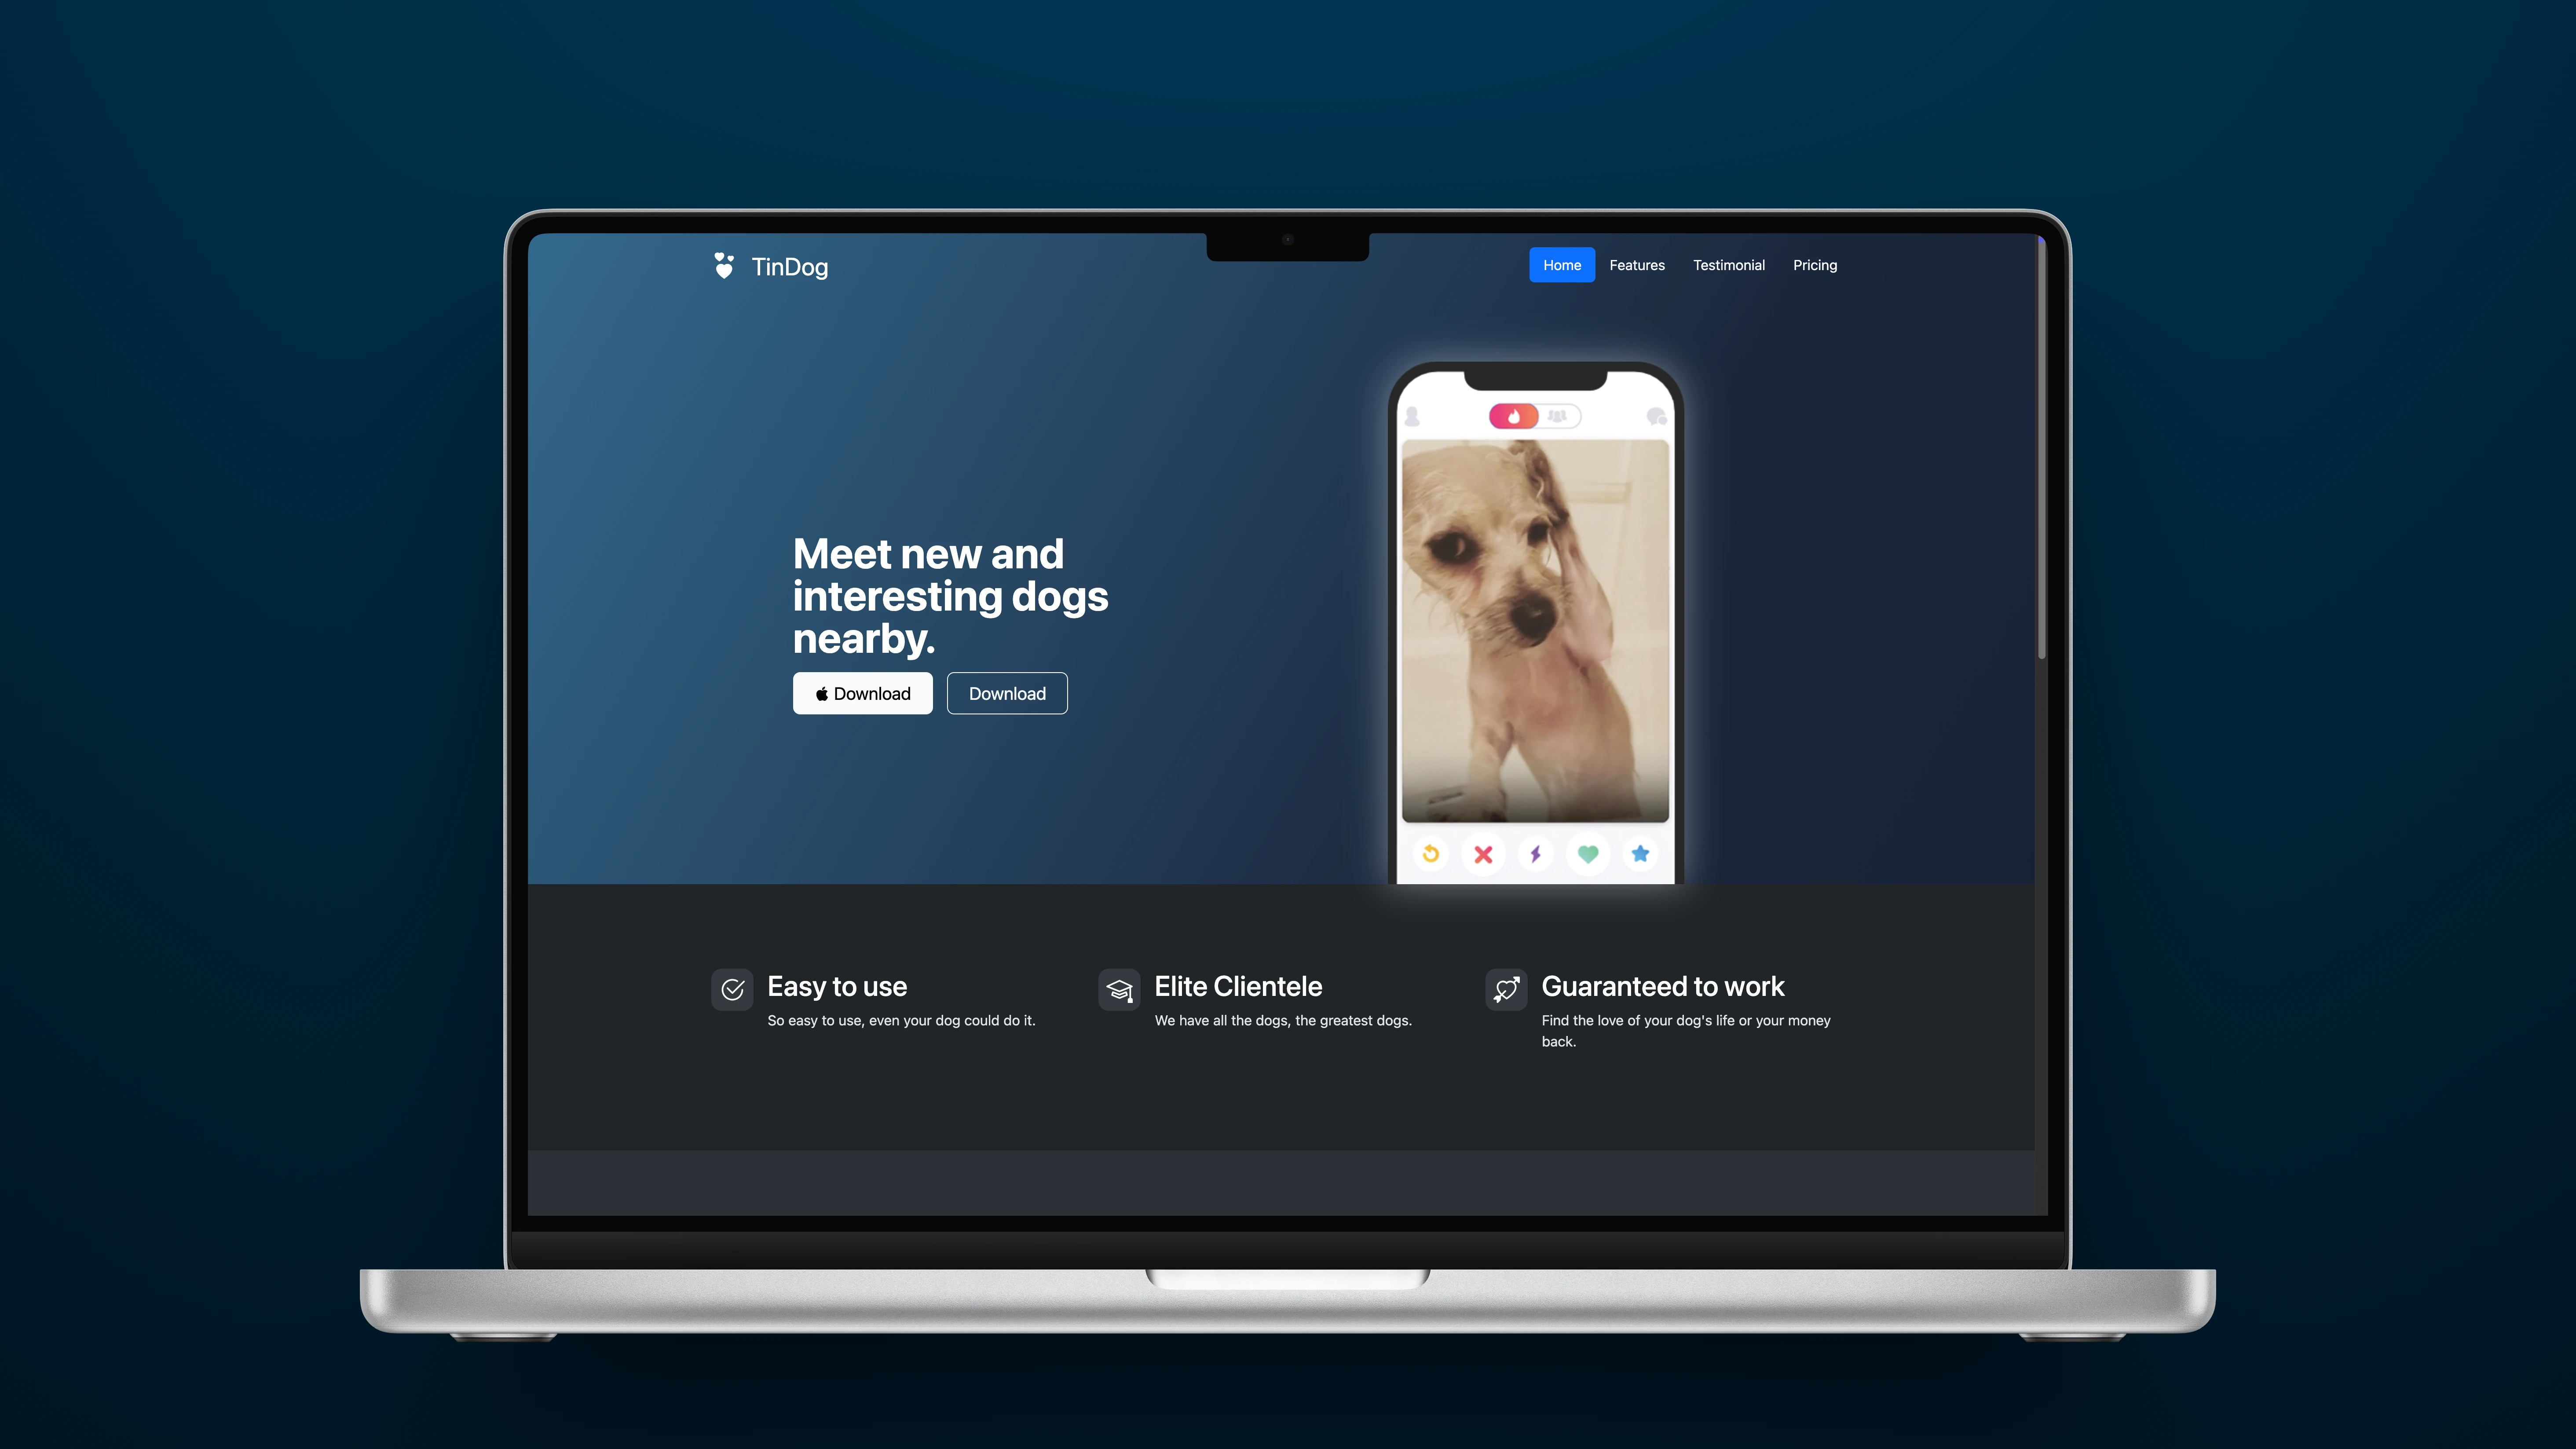 TinDog
Home
Features
Testimonial
Pricing
Meet new and
interesting dogs
nearby.
Download
Download
Easy to use
So easy to use, even your dog could do it.
Elite Clientele
We have all the dogs, the greatest dogs.
Guaranteed to work
Find the love of your dog's life or your money
back.